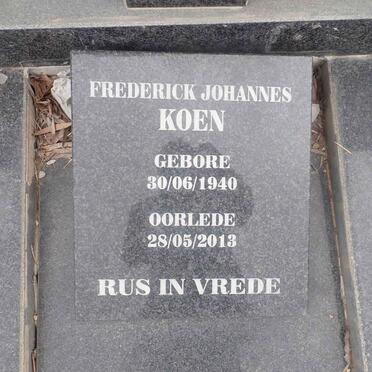 FREDERICK JOHANNES
KOEN
GEBORE
30/06/1940
OORLEDE
28/05/2013
RUS IN VREDE